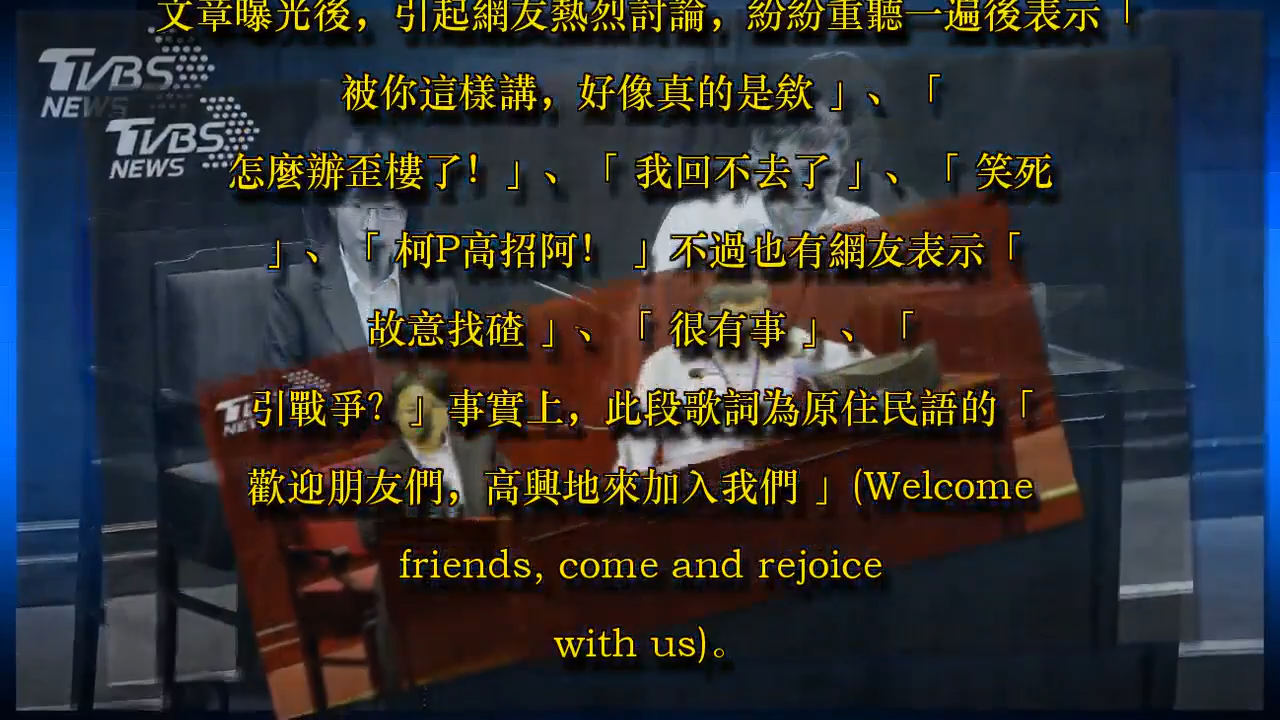 文章曝光後，引起網友熱烈討論，紛紛重聽一遍後表示「
被你這樣講，好像真的是欸 」、「
怎麼辦歪樓了！」、「 我回不去了 」、「 笑死
」、「 柯P高招阿！ 」不過也有網友表示「
故意找碴 」、「 很有事 」、「
引戰爭？」事實上，此段歌詞為原住民語的「
歡迎朋友們，高興地來加入我們 」(Welcome
friends, come and rejoice
with us)。
TVBS
NEWS
TVBS
NEWS